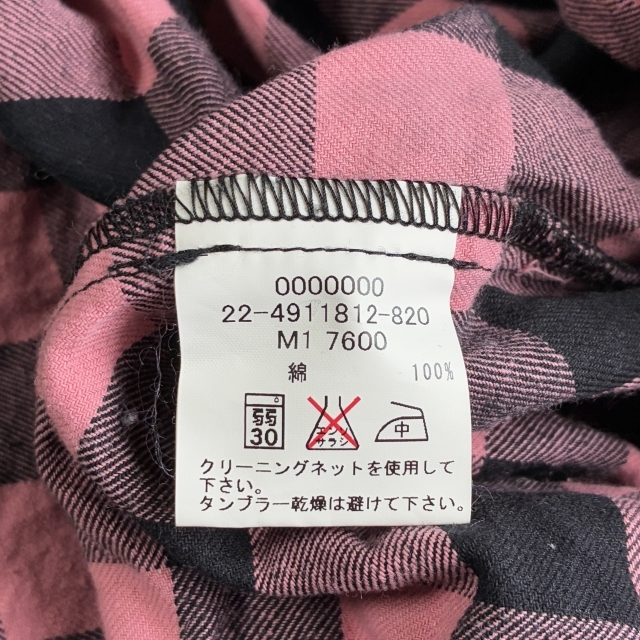 0000000
22-4911812-820
M1 7600
綿 100%
弱
30
エンソ
サラシ
中
クリーニングネットを使用して
下さい。
タンブラー乾燥は避けて下さい。